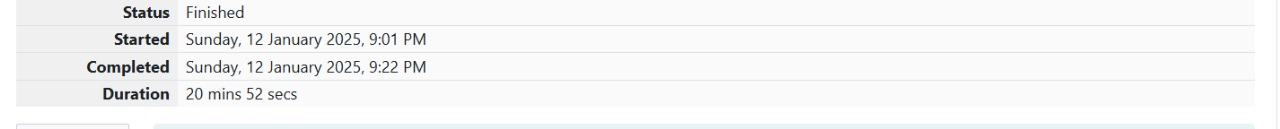 Status Finished
Started Sunday, 12 January 2025, 9:01 PM
Completed Sunday, 12 January 2025, 9:22 PM
Duration 20 mins 52 secs